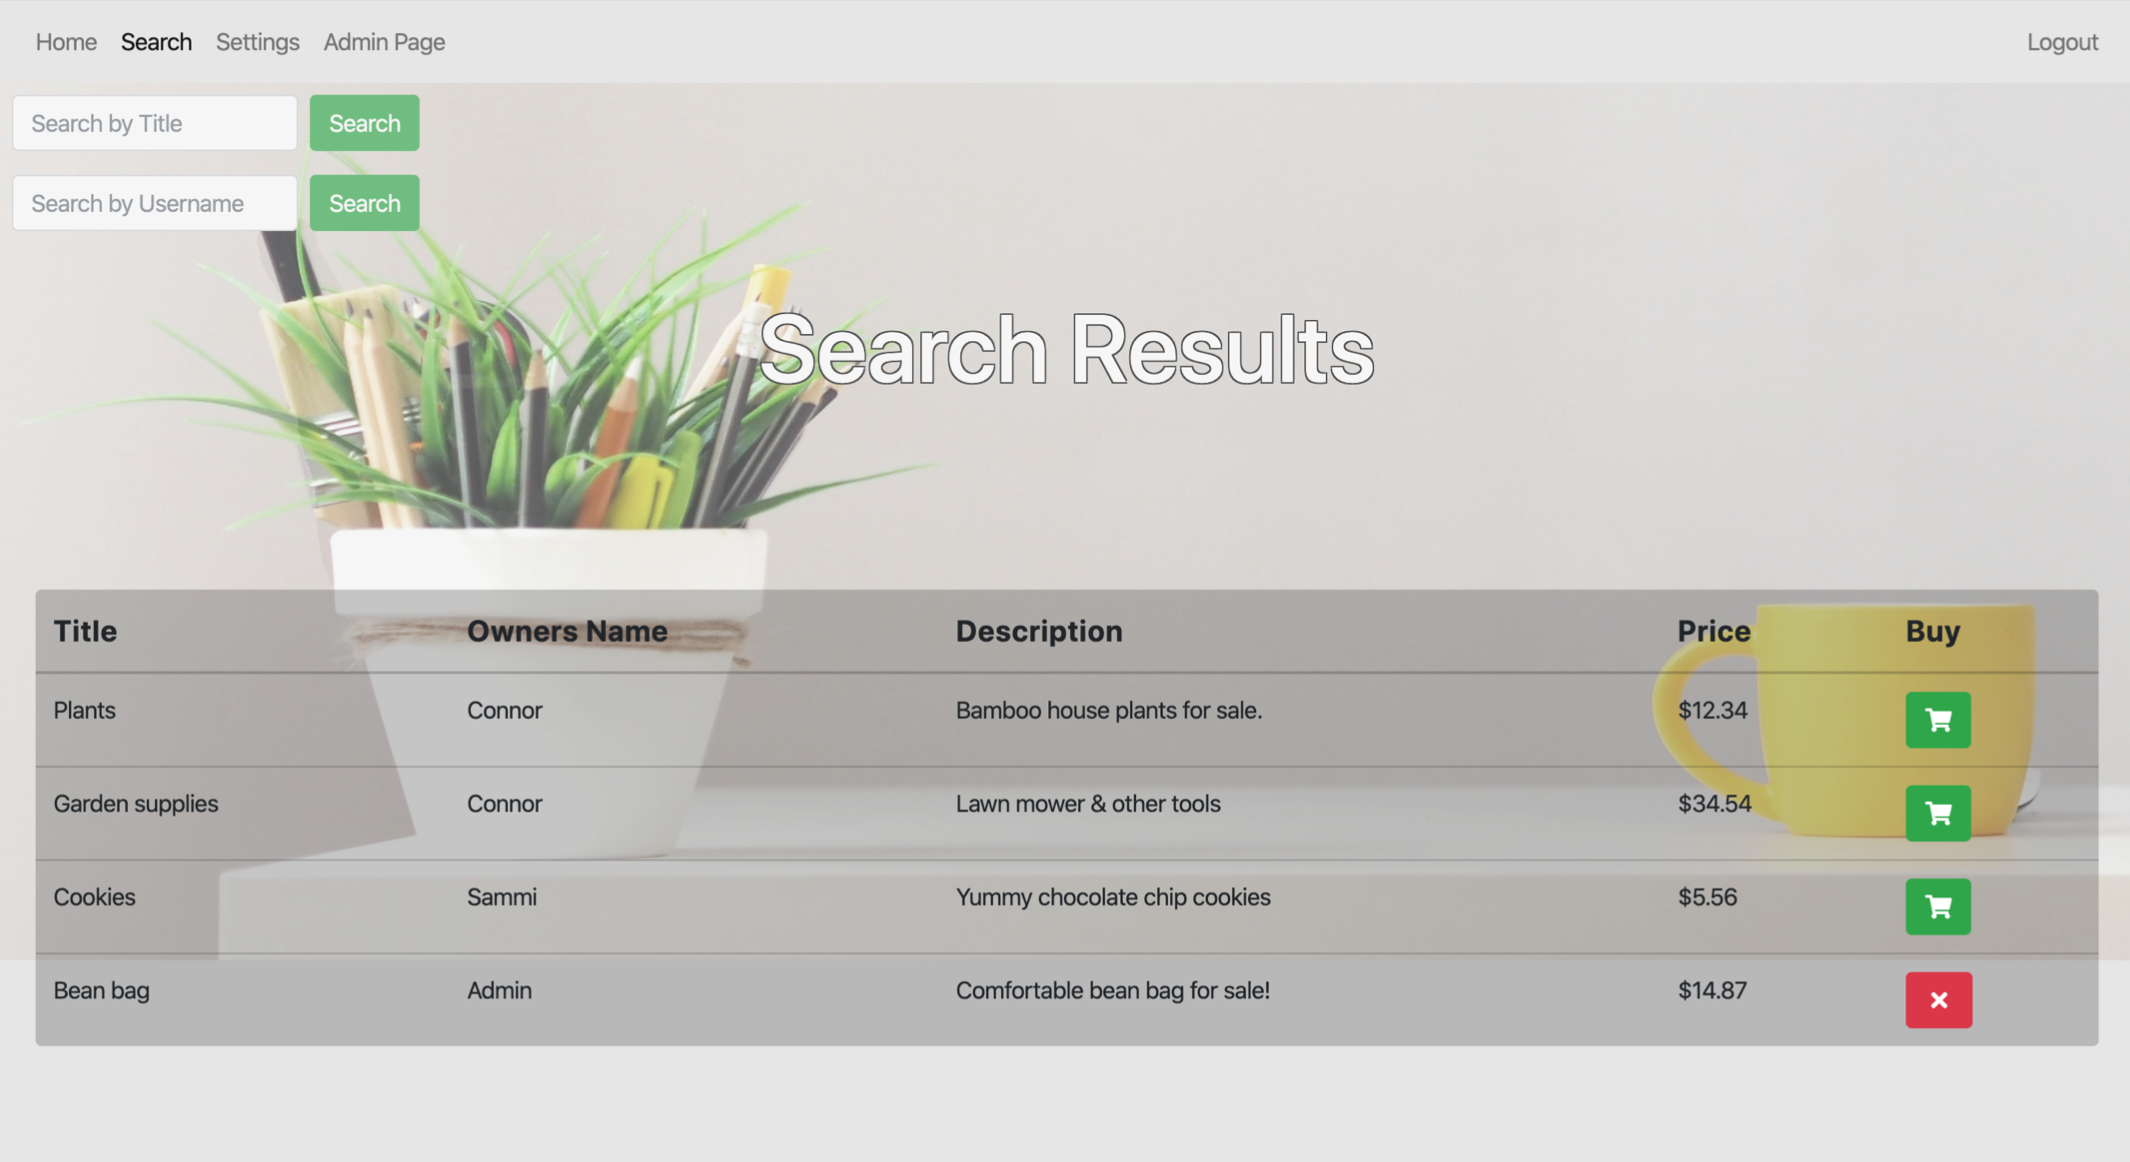 Home Search Settings Admin Page Logout
Search by Title Search
Search by Username Search
Search Results
Title Owners Name Description Price Buy
Plants Connor Bamboo house plants for sale. $12.34
Garden supplies Connor Lawn mower & other tools $34.54
Cookies Sammi Yummy chocolate chip cookies $5.56
Bean bag Admin Comfortable bean bag for sale! $14.87